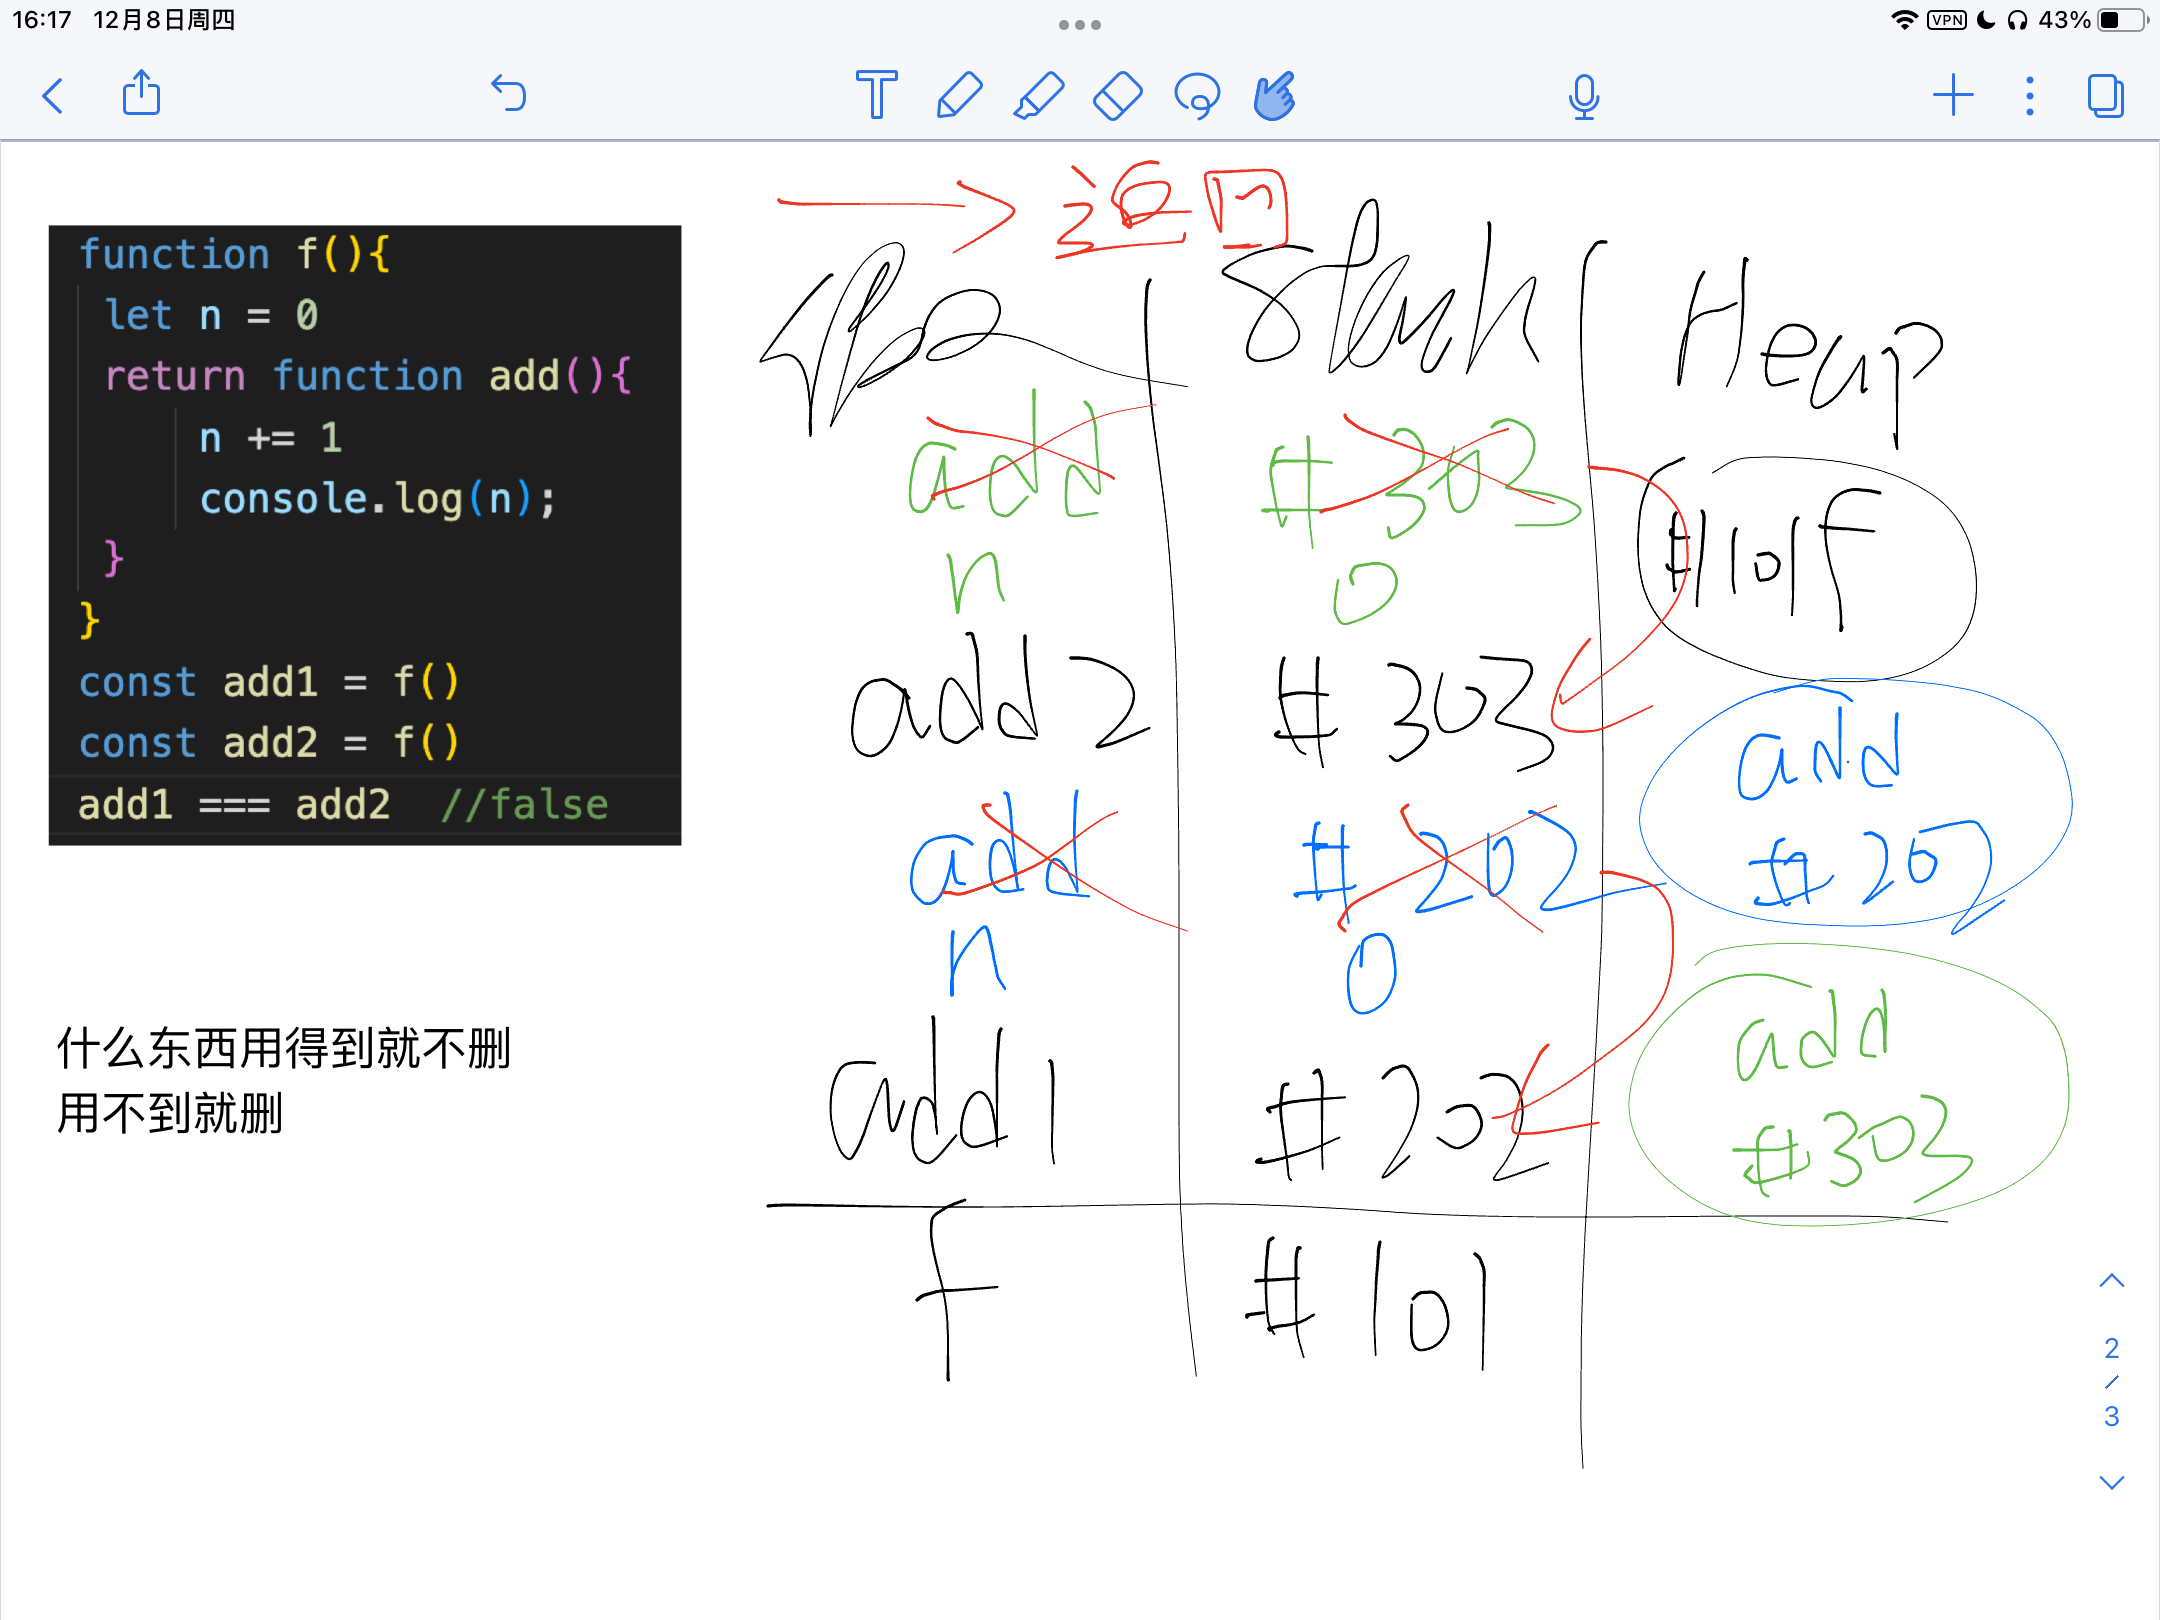 16:17 12月8日周四
VPN 43%
function f(){
let n = 0
return function add(){
n += 1
console.log(n);
}
}
const add1 = f()
const add2 = f()
add1 === add2 //false
什么东西用得到就不删
用不到就删
返回
Stack Heap
add #303
n 0
add2 #303
add #202
n 0
add1 #202
f #101
#101 f
add
#202
add
#303
2
/
3